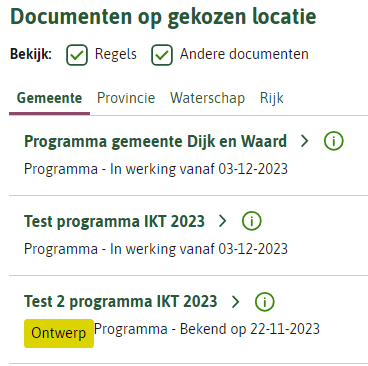 Documenten op gekozen locatie
Bekijk: Regels Andere documenten
Gemeente Provincie Waterschap Rijk
Programma gemeente Dijk en Waard
Programma - In werking vanaf 03-12-2023
Test programma IKT 2023
Programma - In werking vanaf 03-12-2023
Test 2 programma IKT 2023
Ontwerp Programma - Bekend op 22-11-2023